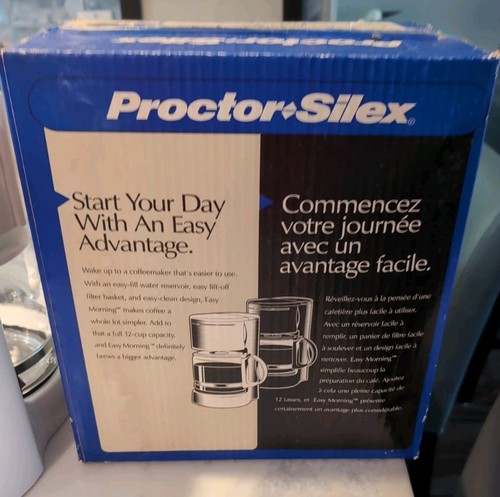 Proctor-Silex
Proctor Silex®
Start Your Day
With An Easy
Advantage.
Wake up to a coffeemaker that's easier to use.
With an easy-fill water reservoir, easy lift-off
filter basket, and easy-clean design, Easy
Morning™ makes coffee a
whole lot simpler. Add to
that a full 12-cup capacity,
and Easy Morning™ definitely
brews a bigger advantage.
Commencez
votre journée
avec un
avantage facile.
Réveillez-vous à la pensée d'une
cafetière plus facile à utiliser.
Avec un réservoir facile à
remplir, un panier de filtre facile
à soulever et un design facile à
nettoyer, Easy Morning™
simplifie beaucoup la
préparation du café. Ajoutez
à cela une pleine capacité de
12 tasses, et Easy Morning™ présente
certainement un avantage plus considérable.